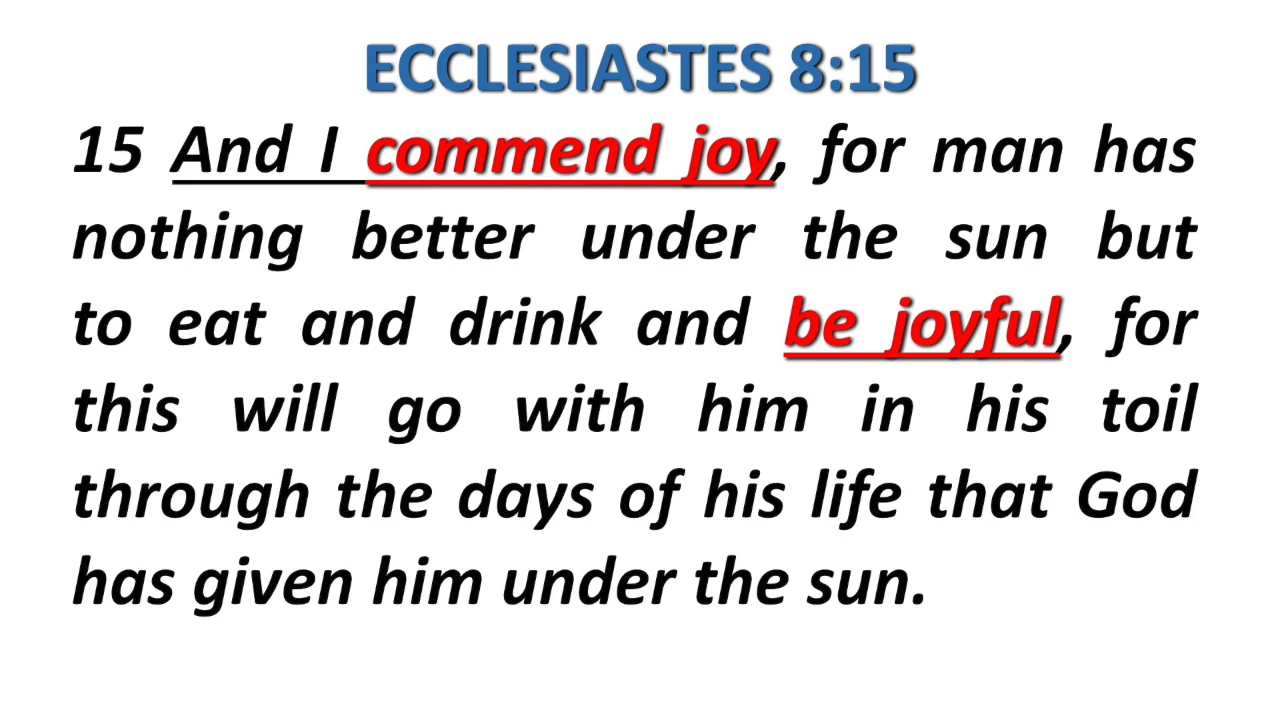 ECCLESIASTES 8:15
15 And I commend joy, for man has
nothing better under the sun but
to eat and drink and be joyful, for
this will go with him in his toil
through the days of his life that God
has given him under the sun.